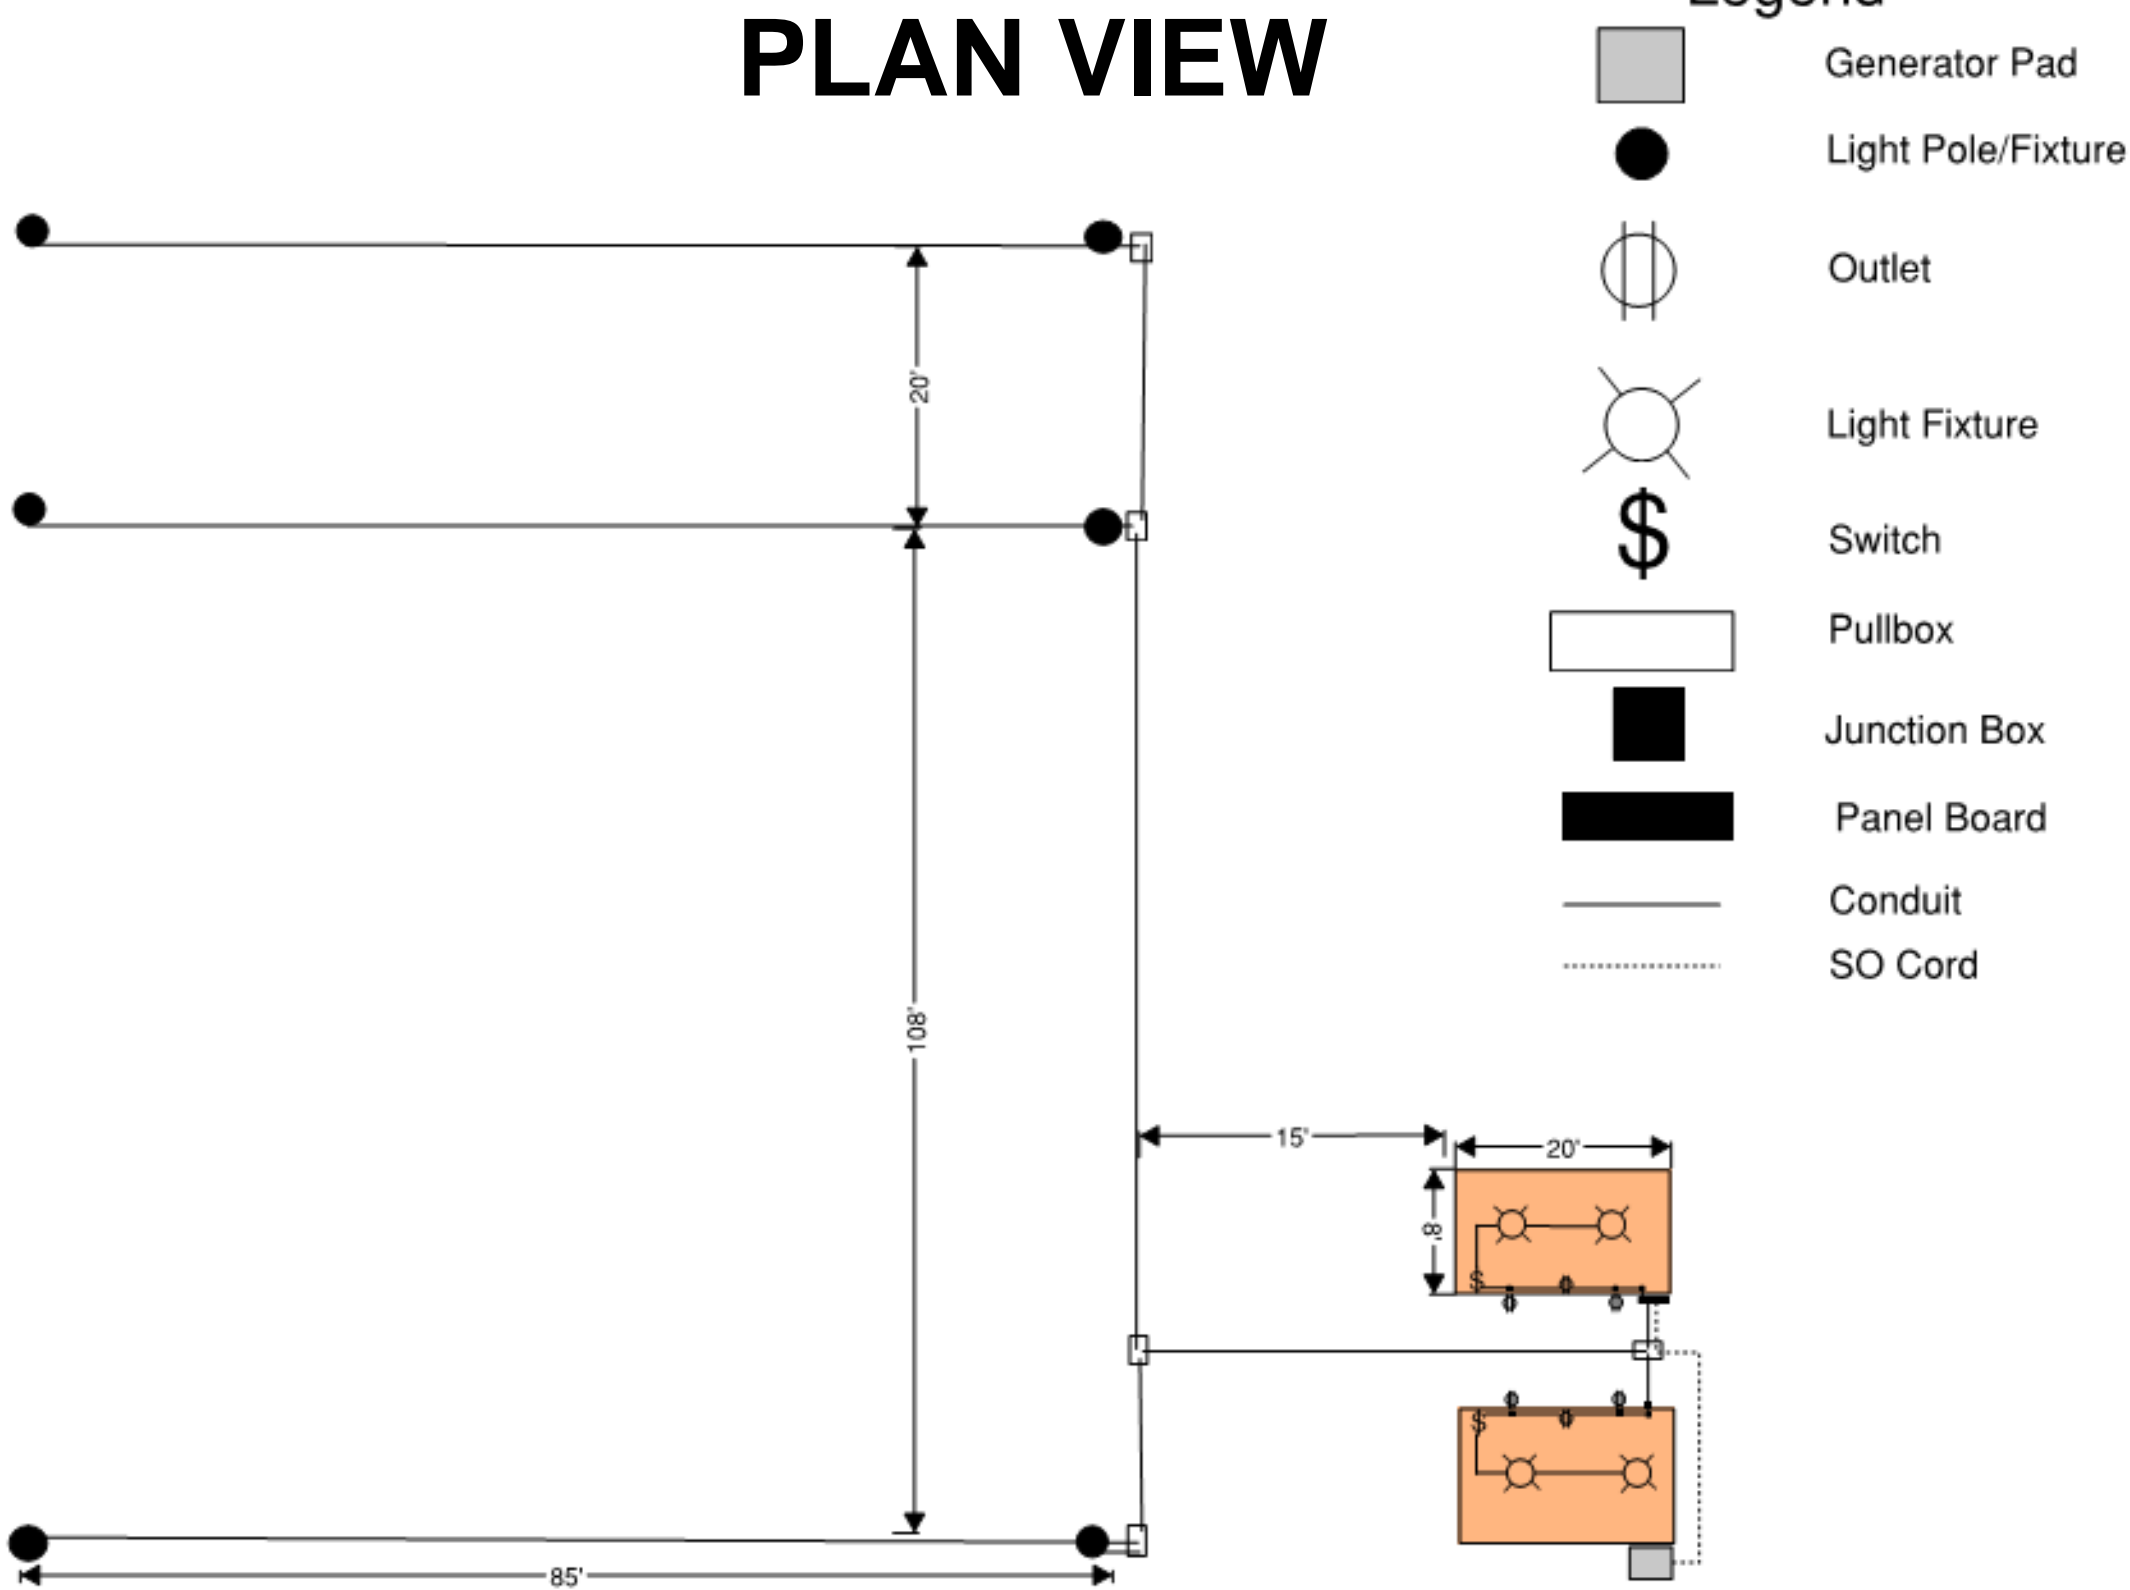 PLAN VIEW
Legend
Generator Pad
Light Pole/Fixture
Outlet
Light Fixture
$
Switch
Pullbox
Junction Box
Panel Board
Conduit
SO Cord
20'
108'
15'
20'
8'
$
$
85'